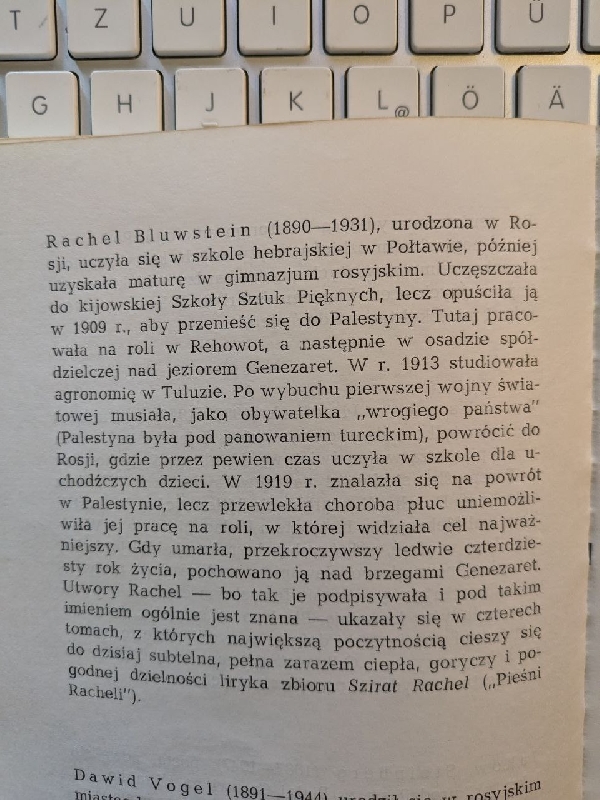 T Z U I O P Ü
G H J K L @ Ö Ä
Rachel Bluwstein (1890—1931), urodzona w Ro-
sji, uczyła się w szkole hebrajskiej w Połtawie, później
uzyskała maturę w gimnazjum rosyjskim. Uczęszczała
do kijowskiej Szkoły Sztuk Pięknych, lecz opuściła ją
w 1909 r., aby przenieść się do Palestyny. Tutaj praco-
wała na roli w Rehowot, a następnie w osadzie spół-
dzielczej nad jeziorem Genezaret. W r. 1913 studiowała
agronomię w Tuluzie. Po wybuchu pierwszej wojny świa-
towej musiała, jako obywatelka „wrogiego państwa"
(Palestyna była pod panowaniem tureckim), powrócić do
Rosji, gdzie przez pewien czas uczyła w szkole dla u-
chodźczych dzieci. W 1919 r. znalazła się na powrót
w Palestynie, lecz przewlekła choroba płuc uniemożli-
wiła jej pracę na roli, w której widziała cel najważ-
niejszy. Gdy umarła, przekroczywszy ledwie czterdzie-
sty rok życia, pochowano ją nad brzegami Genezaret.
Utwory Rachel — bo tak je podpisywała i pod takim
imieniem ogólnie jest znana — ukazały się w czterech
tomach, z których największą poczytnością cieszy się
do dzisiaj subtelna, pełna zarazem ciepła, goryczy i po-
godnej dzielności liryka zbioru Szirat Rachel („Pieśni
Racheli").
Dawid Vogel (1891—1944) urodził się w rosyjskim